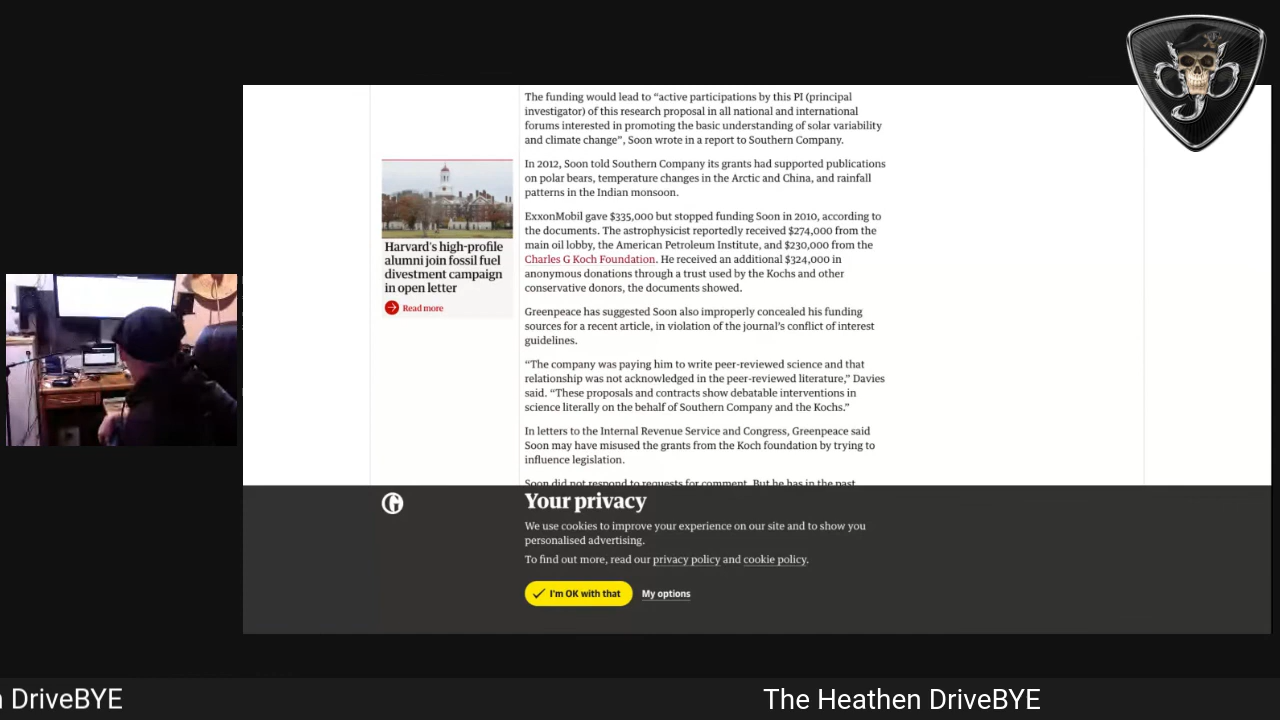 The funding would lead to “active participations by this PI (principal
investigator) of this research proposal in all national and international
forums interested in promoting the basic understanding of solar variability
and climate change”, Soon wrote in a report to Southern Company.
In 2012, Soon told Southern Company its grants had supported publications
on polar bears, temperature changes in the Arctic and China, and rainfall
patterns in the Indian monsoon.
ExxonMobil gave $335,000 but stopped funding Soon in 2010, according to
the documents. The astrophysicist reportedly received $274,000 from the
main oil lobby, the American Petroleum Institute, and $230,000 from the
Charles G Koch Foundation. He received an additional $324,000 in
anonymous donations through a trust used by the Kochs and other
conservative donors, the documents showed.
Greenpeace has suggested Soon also improperly concealed his funding
sources for a recent article, in violation of the journal’s conflict of interest
guidelines.
“The company was paying him to write peer-reviewed science and that
relationship was not acknowledged in the peer-reviewed literature,” Davies
said. “These proposals and contracts show debatable interventions in
science literally on the behalf of Southern Company and the Kochs.”
In letters to the Internal Revenue Service and Congress, Greenpeace said
Soon may have misused the grants from the Koch foundation by trying to
influence legislation.
Soon did not respond to requests for comment. But he has in the past
Harvard's high-profile
alumni join fossil fuel
divestment campaign
in open letter
Read more
Your privacy
We use cookies to improve your experience on our site and to show you
personalised advertising.
To find out more, read our privacy policy and cookie policy.
I'm OK with that
My options
DriveBYE
The Heathen DriveBYE